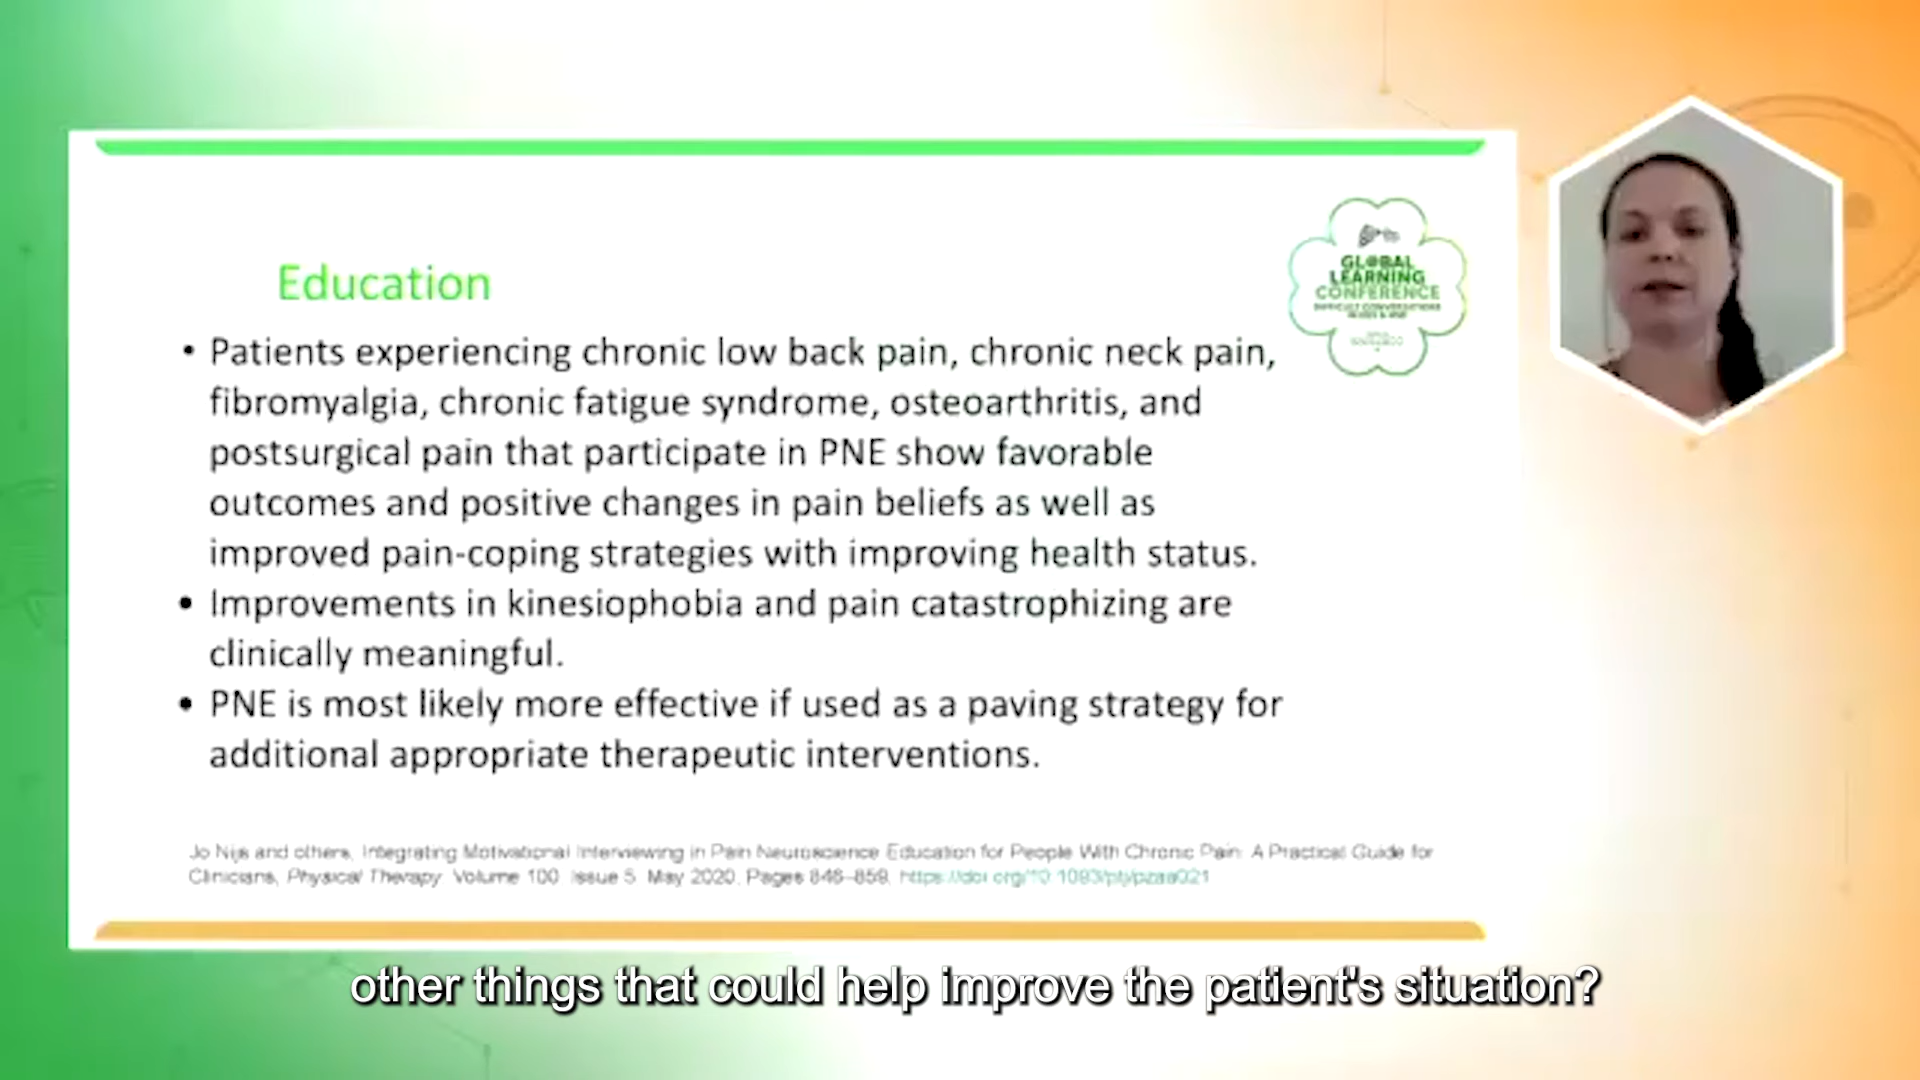 Education
• Patients experiencing chronic low back pain, chronic neck pain,
fibromyalgia, chronic fatigue syndrome, osteoarthritis, and
postsurgical pain that participate in PNE show favorable
outcomes and positive changes in pain beliefs as well as
improved pain-coping strategies with improving health status.
• Improvements in kinesiophobia and pain catastrophizing are
clinically meaningful.
• PNE is most likely more effective if used as a paving strategy for
additional appropriate therapeutic interventions.
GL@BAL
LEARNING
CONFERENCE
DIFFICULT CONVERSATIONS
Jo Nijs and others, Integrating Motivational Interviewing in Pain Neuroscience Education for People With Chronic Pain: A Practical Guide for
Clinicians, Physical Therapy, Volume 100, Issue 5, May 2020, Pages 846–859, https://doi.org/10.1093/ptj/pzaa021
other things that could help improve the patient's situation?